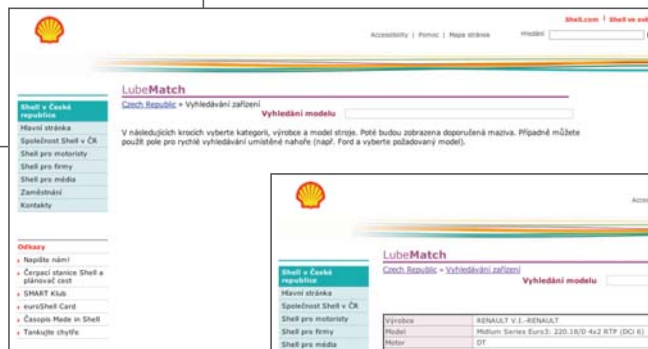 Shell.com | Shell ve svě
Accessibility | Pomoc | Mapa stránek Hledání
LubeMatch
Czech Republic » Vyhledávání zařízení
Vyhledání modelu
V následujících krocích vyberte kategorii, výrobce a model stroje. Poté budou zobrazena doporučená maziva. Případně můžete
použít pole pro rychlé vyhledávání umístěné nahoře (např. Ford a vyberte požadovaný model).
Shell v České
republice
Hlavní stránka
Společnost Shell v ČR
Shell pro motoristy
Shell pro firmy
Shell pro média
Zaměstnání
Kontakty
Odkazy
Napište nám!
Čerpací stanice Shell a
plánovač cest
SMART Klub
euroShell Card
Časopis Made in Shell
Tankujte chytře
Acces
LubeMatch
Czech Republic » Vyhledávání zařízení
Vyhledání modelu
Shell v České
republice
Hlavní stránka
Společnost Shell v ČR
Shell pro motoristy
Shell pro firmy
Shell pro média
Výrobce RENAULT V.I.-RENAULT
Model Midlum Series Euro3: 220.18/D 4x2 RTP (DCI 6)
Motor DT